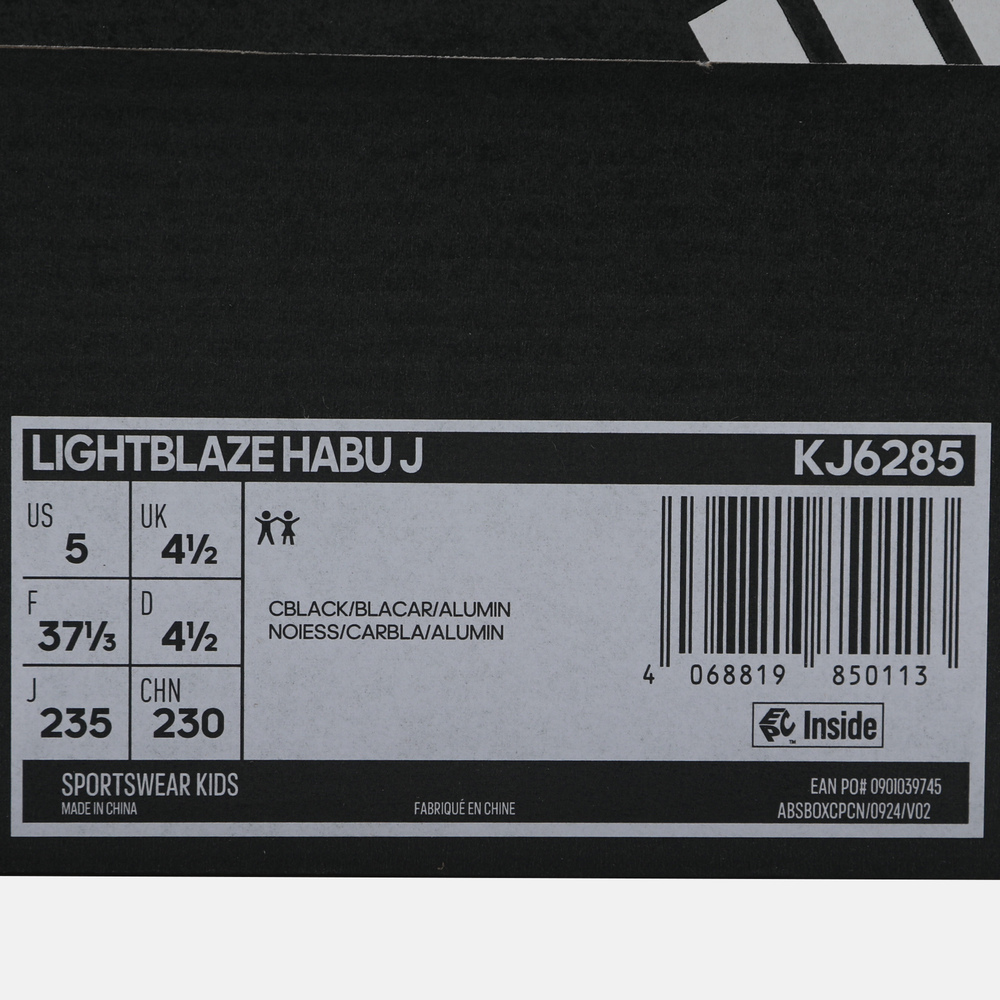 LIGHTBLAZE HABU J KJ6285
US 5 UK 4½
F 37⅓ D 4½
J 235 CHN 230
CBLACK/BLACAR/ALUMIN
NOIESS/CARBLA/ALUMIN
4 068819 850113
EPC Inside
SPORTSWEAR KIDS
MADE IN CHINA
FABRIQUÉ EN CHINE
EAN PO# 0901039745
ABSBOXCPCN/0924/V02